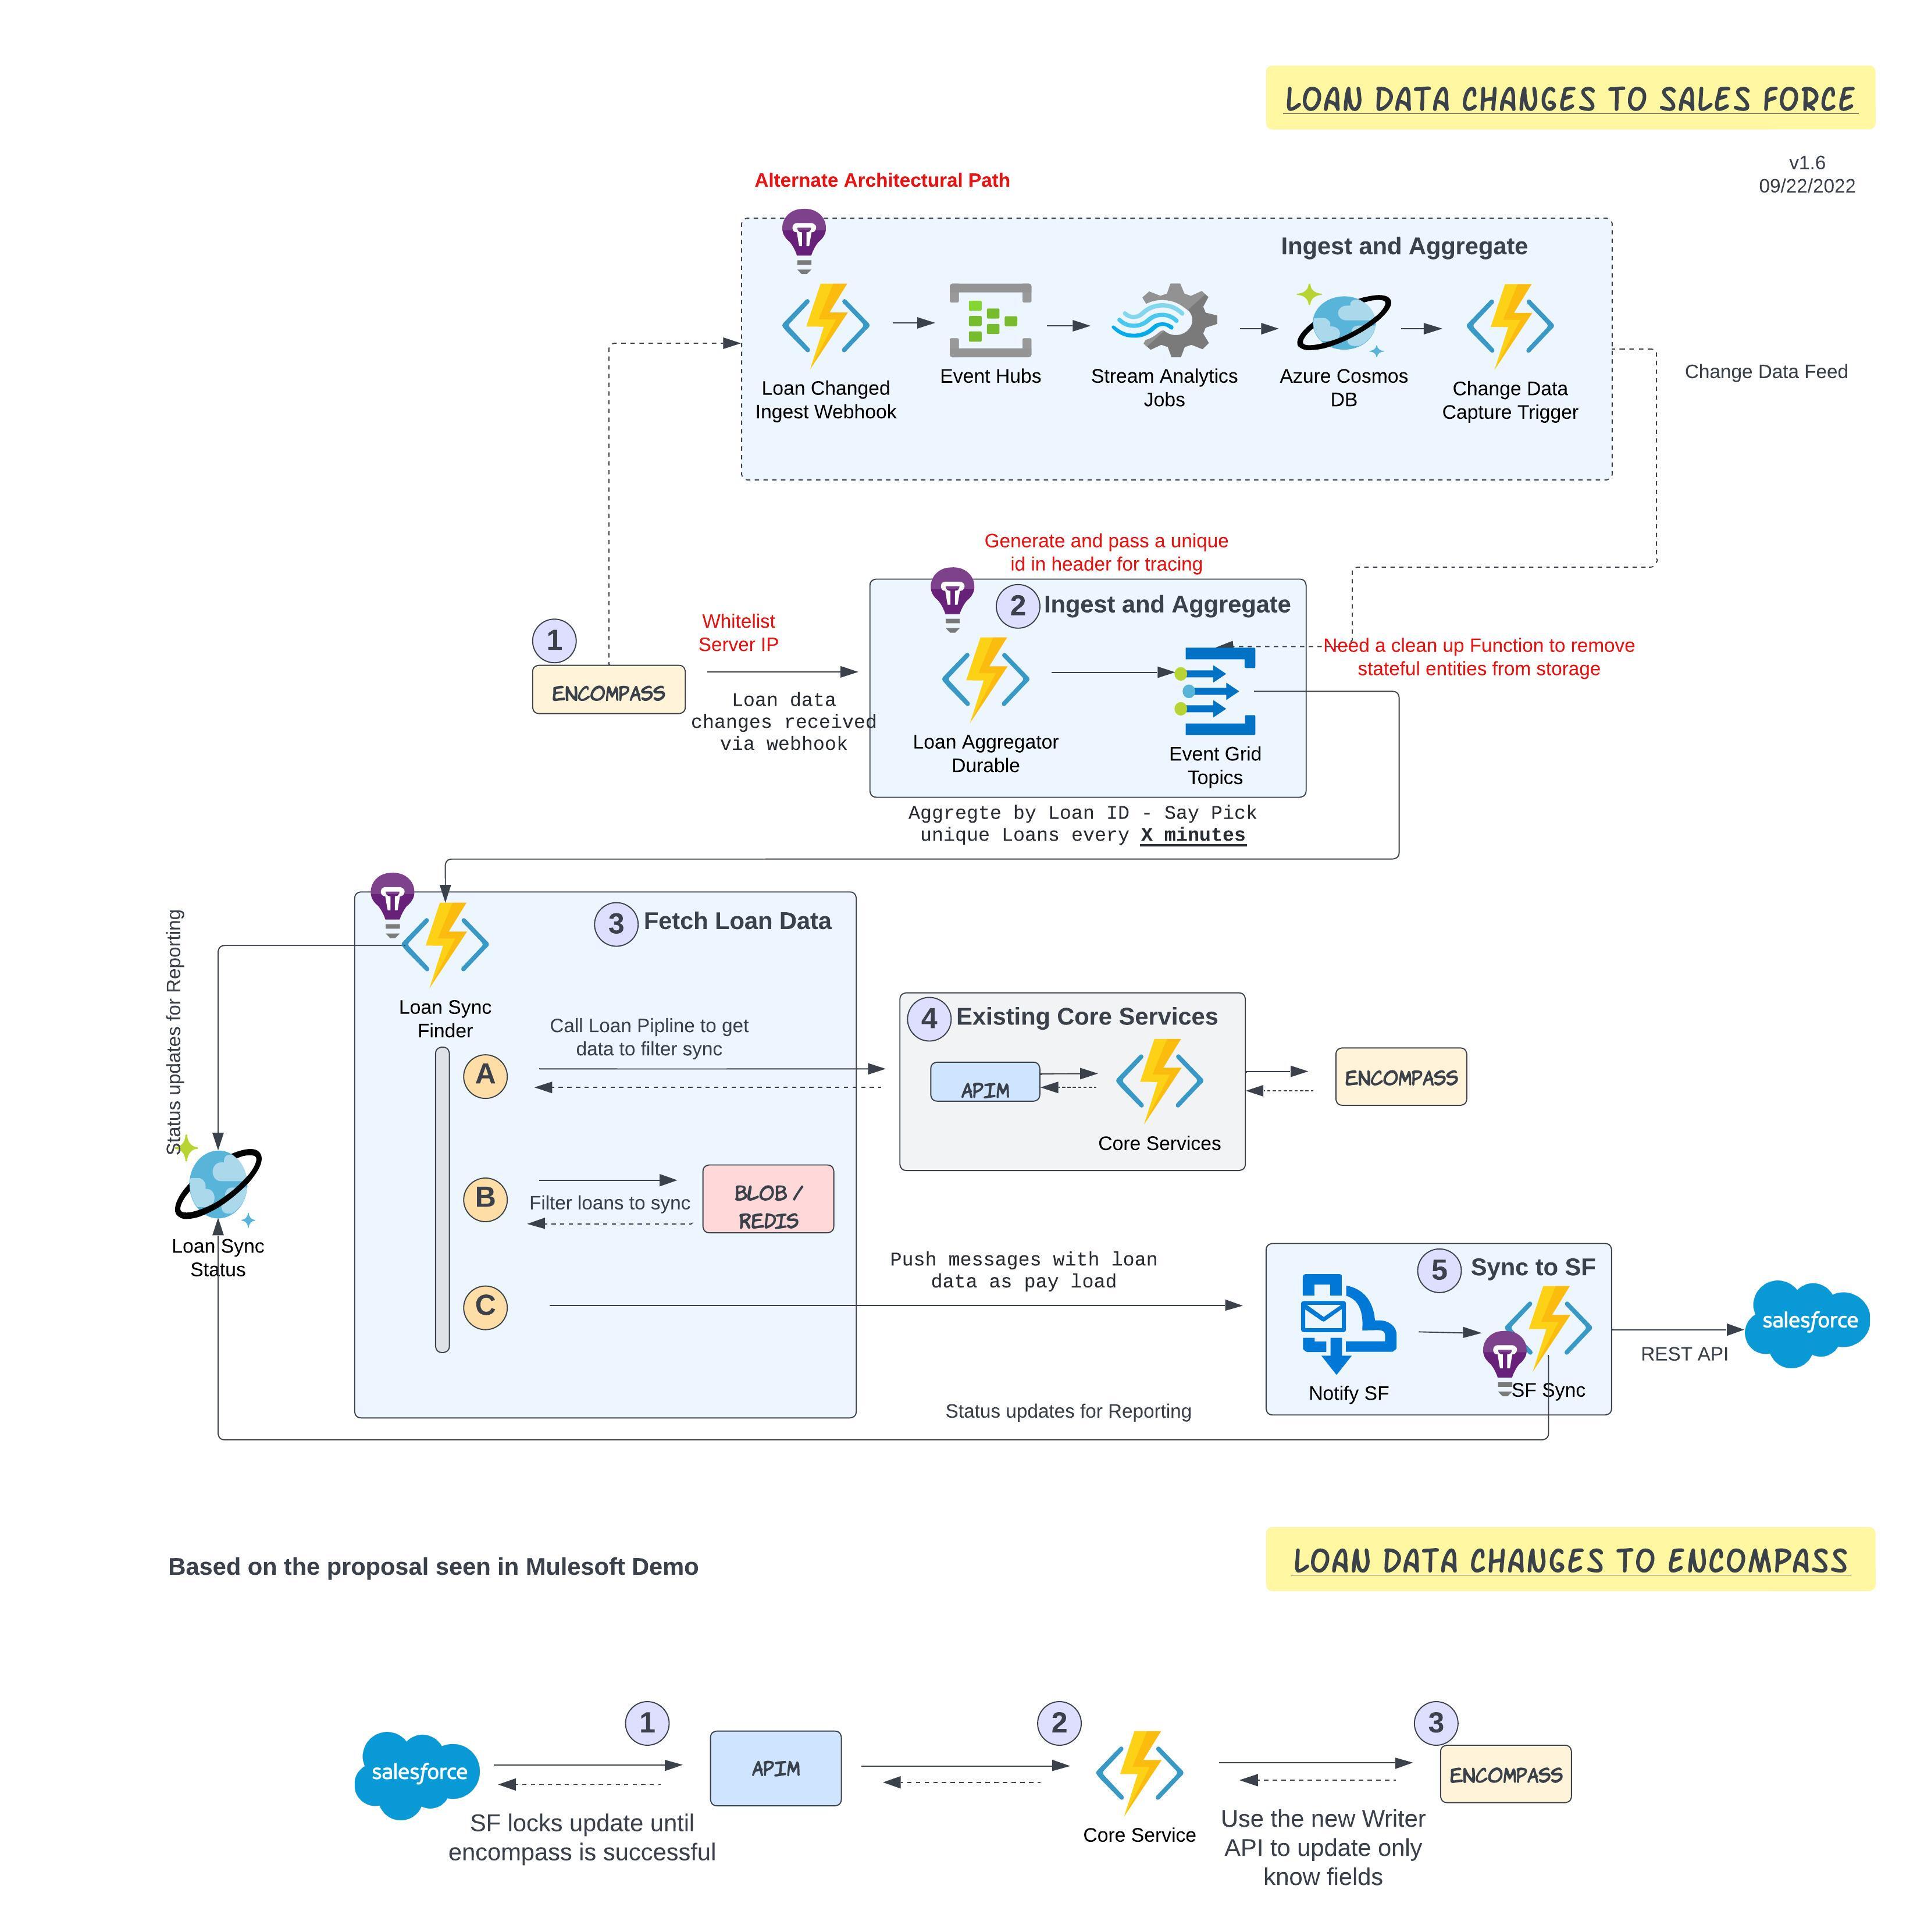 LOAN DATA CHANGES TO SALES FORCE
v1.6
09/22/2022
Alternate Architectural Path
Ingest and Aggregate
Loan Changed
Ingest Webhook
Event Hubs
Stream Analytics
Jobs
Azure Cosmos
DB
Change Data
Capture Trigger
Change Data Feed
Generate and pass a unique
id in header for tracing
2
Ingest and Aggregate
1
ENCOMPASS
Whitelist
Server IP
Loan data
changes received
via webhook
Loan Aggregator
Durable
Event Grid
Topics
Need a clean up Function to remove
stateful entities from storage
Aggregte by Loan ID - Say Pick
unique Loans every X minutes
3
Fetch Loan Data
Status updates for Reporting
Loan Sync
Finder
A
Call Loan Pipline to get
data to filter sync
4
Existing Core Services
APIM
Core Services
ENCOMPASS
B
Filter loans to sync
BLOB /
REDIS
Loan Sync
Status
C
Push messages with loan
data as pay load
5
Sync to SF
Notify SF
SF Sync
REST API
salesforce
Status updates for Reporting
Based on the proposal seen in Mulesoft Demo
LOAN DATA CHANGES TO ENCOMPASS
salesforce
1
SF locks update until
encompass is successful
APIM
2
Core Service
3
ENCOMPASS
Use the new Writer
API to update only
know fields